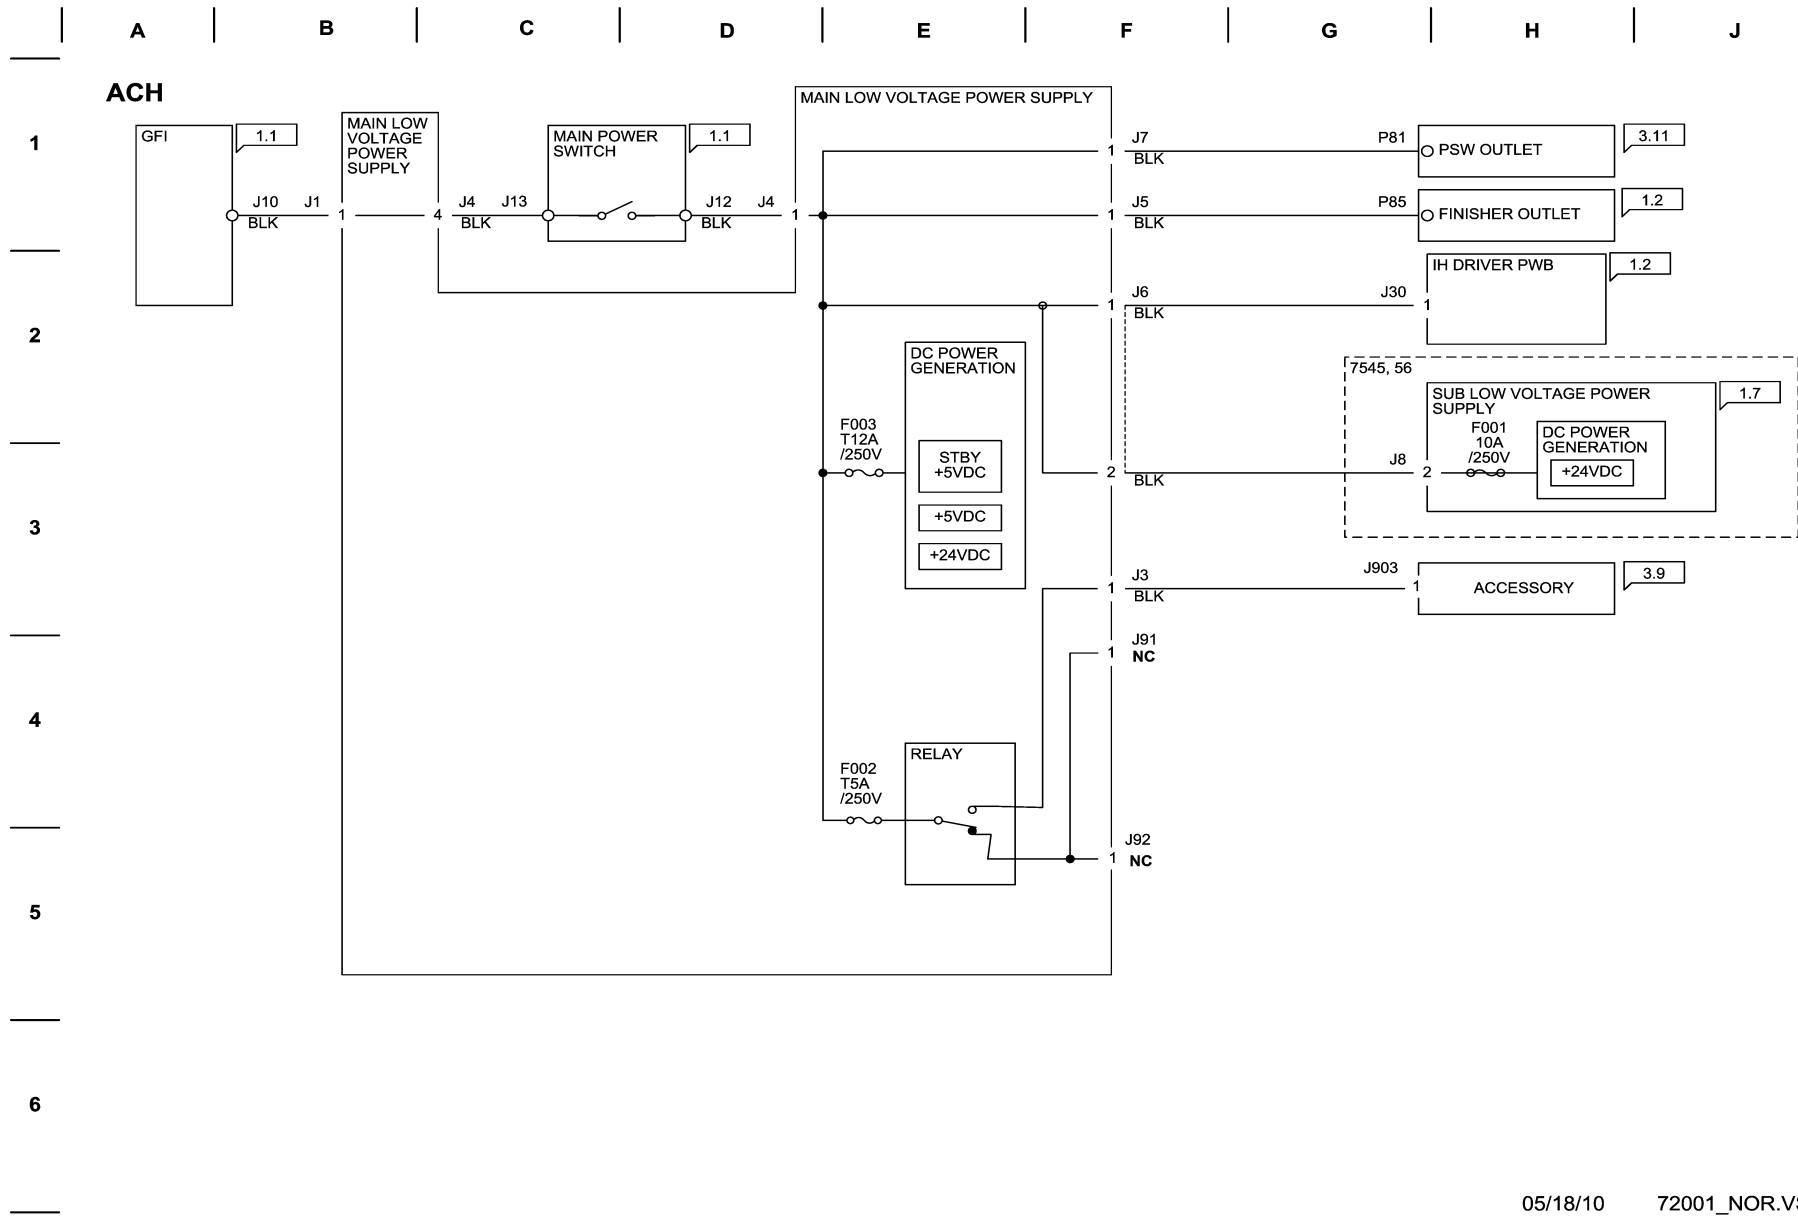 A B C D E F G H J
ACH
MAIN LOW VOLTAGE POWER SUPPLY
1
GFI
1.1
MAIN LOW
VOLTAGE
POWER
SUPPLY
MAIN POWER
SWITCH
1.1
J10
BLK
J1
1
4
J4
BLK
J13
J12
BLK
J4
1
1
J7
BLK
P81
PSW OUTLET
3.11
1
J5
BLK
P85
FINISHER OUTLET
1.2
2
1
J6
BLK
J30
1
IH DRIVER PWB
1.2
DC POWER
GENERATION
F003
T12A
/250V
STBY
+5VDC
+5VDC
+24VDC
7545, 56
SUB LOW VOLTAGE POWER
SUPPLY
1.7
F001
10A
/250V
DC POWER
GENERATION
+24VDC
2
BLK
J8
2
3
1
J3
BLK
J903
1
ACCESSORY
3.9
1
J91
NC
4
RELAY
F002
T5A
/250V
1
J92
NC
5
6
05/18/10 72001_NOR.VS